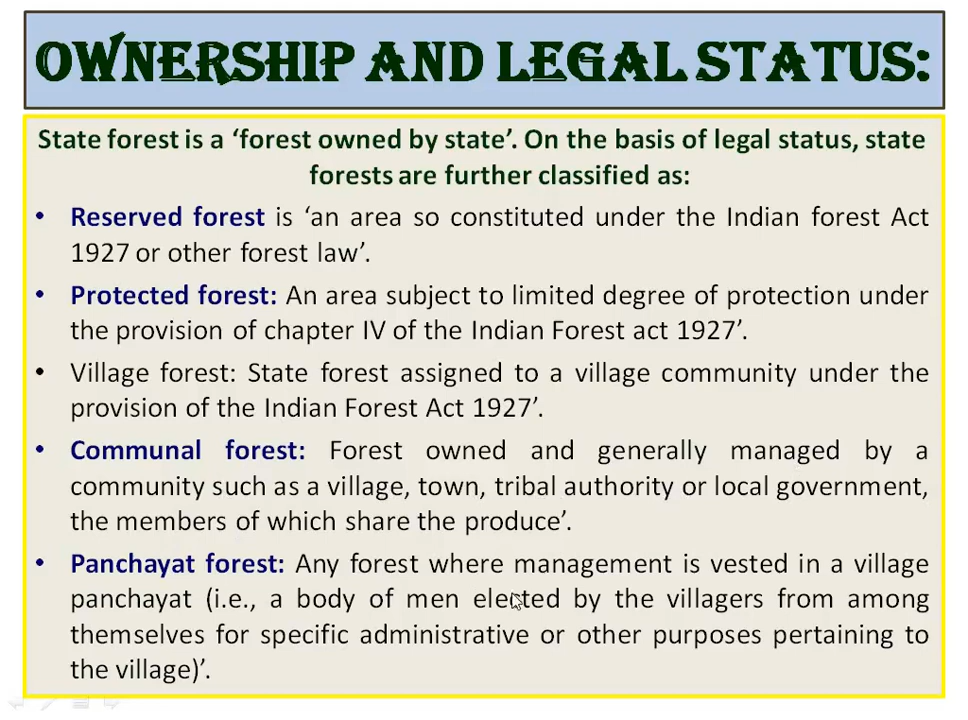 OWNERSHIP AND LEGAL STATUS:
State forest is a ‘forest owned by state’. On the basis of legal status, state
forests are further classified as:
• Reserved forest is ‘an area so constituted under the Indian forest Act
1927 or other forest law’.
• Protected forest: An area subject to limited degree of protection under
the provision of chapter IV of the Indian Forest act 1927’.
• Village forest: State forest assigned to a village community under the
provision of the Indian Forest Act 1927’.
• Communal forest: Forest owned and generally managed by a
community such as a village, town, tribal authority or local government,
the members of which share the produce’.
• Panchayat forest: Any forest where management is vested in a village
panchayat (i.e., a body of men elected by the villagers from among
themselves for specific administrative or other purposes pertaining to
the village)’.